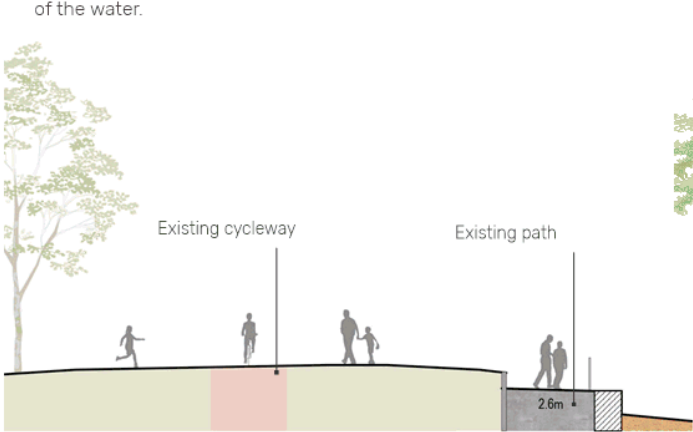 of the water.
Existing cycleway
Existing path
2.6m